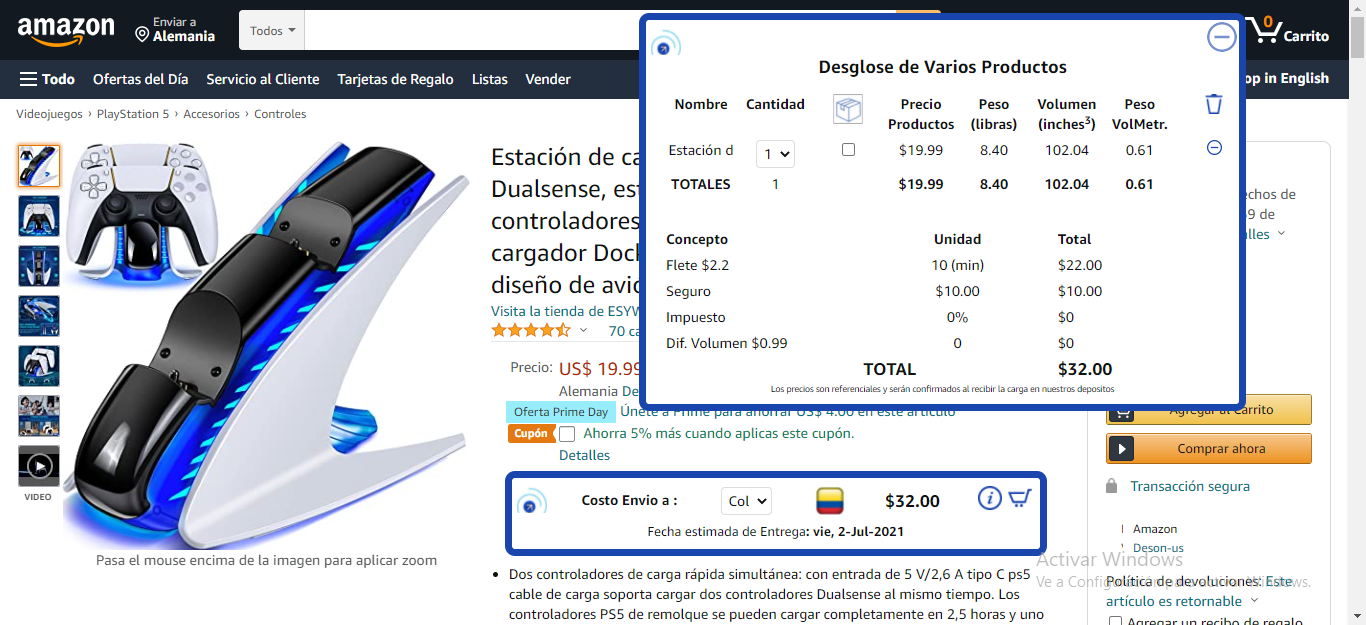 amazon
Enviar a
Alemania
Todos
0
Carrito
Todo
Ofertas del Día
Servicio al Cliente
Tarjetas de Regalo
Listas
Vender
op in English
Videojuegos › PlayStation 5 › Accesorios › Controles
VIDEO
Pasa el mouse encima de la imagen para aplicar zoom
Estación de ca
Dualsense, est
controladores
cargador Dock
diseño de avio
Visita la tienda de ESYW
70 ca
Precio: US$ 19.99
Alemania De
Oferta Prime Day Únete a Prime para ahorrar US$ 4.00 en este artículo
Cupón Ahorra 5% más cuando aplicas este cupón.
Detalles
Desglose de Varios Productos
Nombre Cantidad Precio Productos Peso (libras) Volumen (inches³) Peso VolMetr.
Estación d 1 $19.99 8.40 102.04 0.61
TOTALES 1 $19.99 8.40 102.04 0.61
Concepto Unidad Total
Flete $2.2 10 (min) $22.00
Seguro $10.00 $10.00
Impuesto 0% $0
Dif. Volumen $0.99 0 $0
TOTAL $32.00
Los precios son referenciales y serán confirmados al recibir la carga en nuestros depositos
Costo Envio a : Col $32.00
Fecha estimada de Entrega: vie, 2-Jul-2021
• Dos controladores de carga rápida simultánea: con entrada de 5 V/2,6 A tipo C ps5
cable de carga soporta cargar dos controladores Dualsense al mismo tiempo. Los
controladores PS5 de remolque se pueden cargar completamente en 2,5 horas y uno
echos de
9 de
lles
Agregar al Carrito
Comprar ahora
Transacción segura
Amazon
Deson-us
Política de devoluciones: Este
artículo es retornable
Agregar un recibo de regalo
Activar Windows
Ve a Configuración para activar Windows.